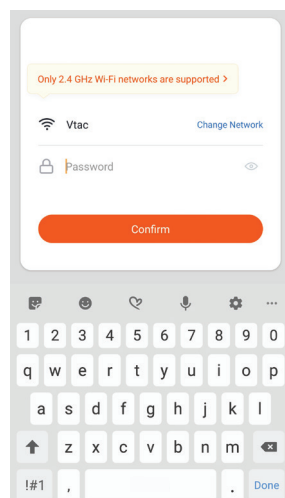 Only 2.4 GHz Wi-Fi networks are supported >
Vtac Change Network
Password
Confirm
1 2 3 4 5 6 7 8 9 0
q w e r t y u i o p
a s d f g h j k l
z x c v b n m
!#1 , . Done